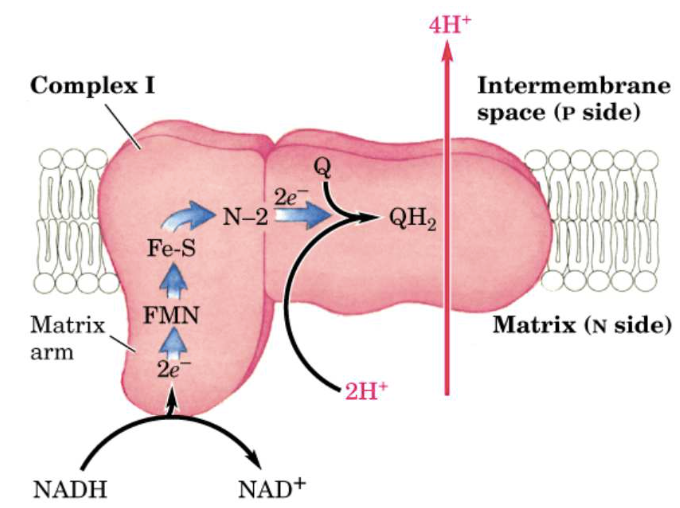 4H⁺
Complex I
Intermembrane
space (P side)
Q
2e⁻
N–2
QH₂
Fe-S
FMN
Matrix
arm
2e⁻
Matrix (N side)
2H⁺
NADH
NAD⁺